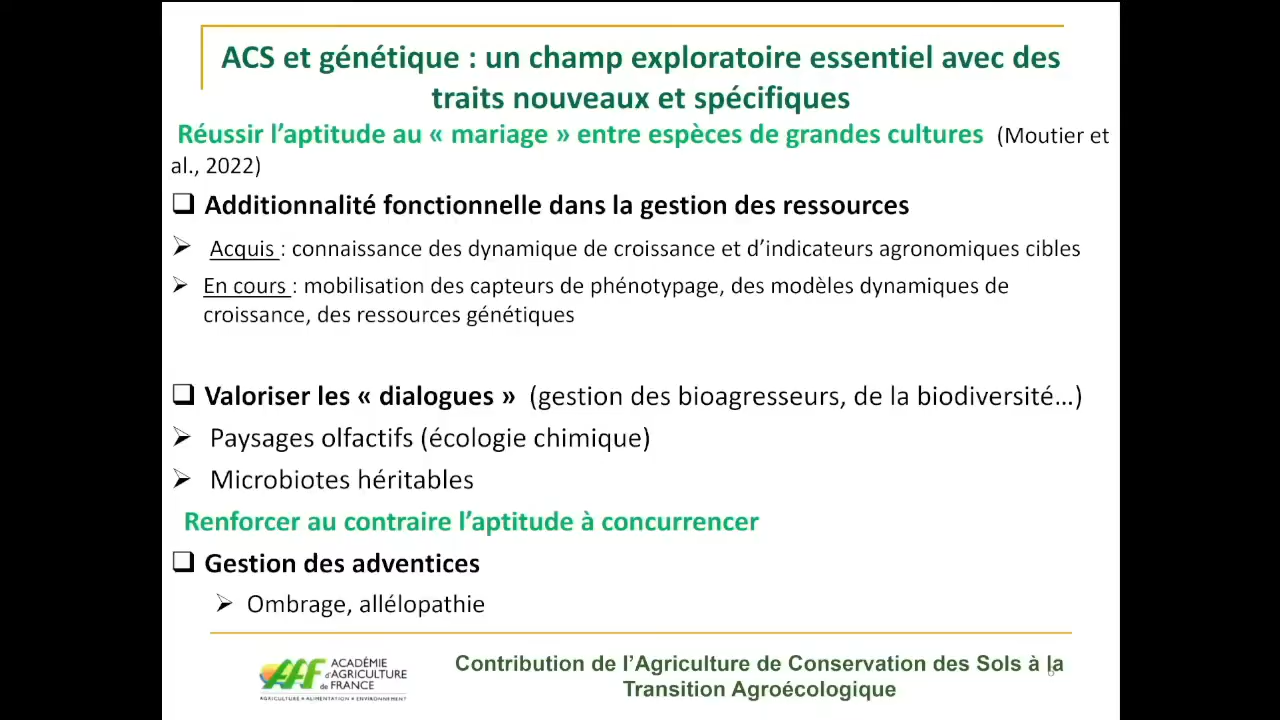 ACS et génétique : un champ exploratoire essentiel avec des
traits nouveaux et spécifiques
Réussir l’aptitude au « mariage » entre espèces de grandes cultures (Moutier et
al., 2022)
❑ Additionnalité fonctionnelle dans la gestion des ressources
➢ Acquis : connaissance des dynamique de croissance et d’indicateurs agronomiques cibles
➢ En cours : mobilisation des capteurs de phénotypage, des modèles dynamiques de
croissance, des ressources génétiques
❑ Valoriser les « dialogues » (gestion des bioagresseurs, de la biodiversité…)
➢ Paysages olfactifs (écologie chimique)
➢ Microbiotes héritables
Renforcer au contraire l’aptitude à concurrencer
❑ Gestion des adventices
➢ Ombrage, allélopathie
AAF
ACADÉMIE
d'AGRICULTURE
de FRANCE
AGRICULTURE • ALIMENTATION • ENVIRONNEMENT
Contribution de l’Agriculture de Conservation des Sols à la
Transition Agroécologique